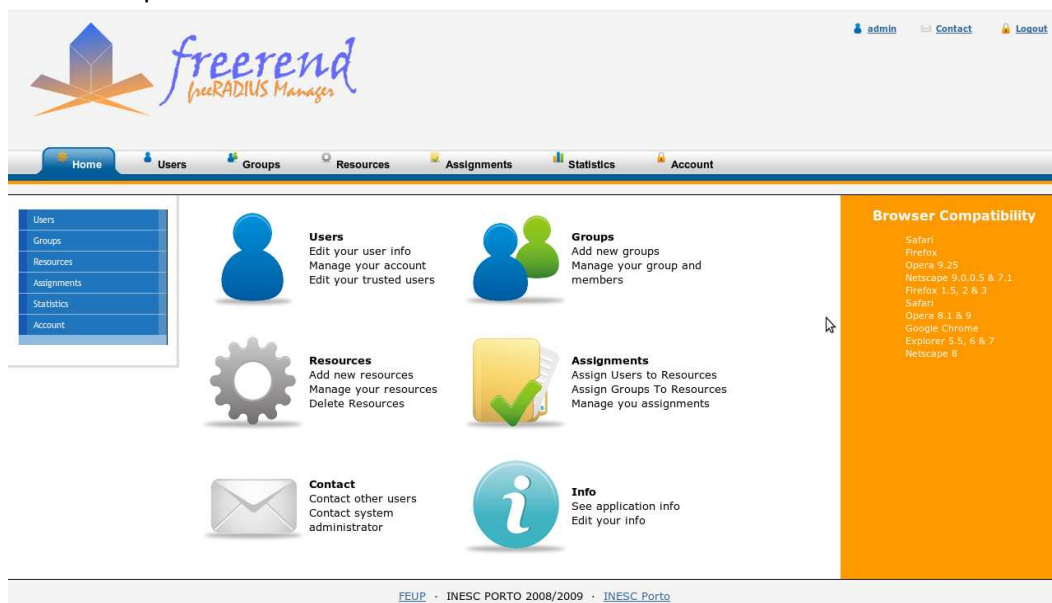 admin
Contact
Logout
freerend
freeRADIUS Manager
Home
Users
Groups
Resources
Assignments
Statistics
Account
Users
Groups
Resources
Assignments
Statistics
Account
Users
Edit your user info
Manage your account
Edit your trusted users
Groups
Add new groups
Manage your group and
members
Resources
Add new resources
Manage your resources
Delete Resources
Assignments
Assign Users to Resources
Assign Groups To Resources
Manage you assignments
Contact
Contact other users
Contact system
administrator
Info
See application info
Edit your info
Browser Compatibility
Safari
Firefox
Opera 9.25
Netscape 9.0.0.5 & 7.1
Firefox 1.5, 2 & 3
Safari
Opera 8.1 & 9
Google Chrome
Explorer 5.5, 6 & 7
Netscape 8
FEUP · INESC PORTO 2008/2009 · INESC Porto